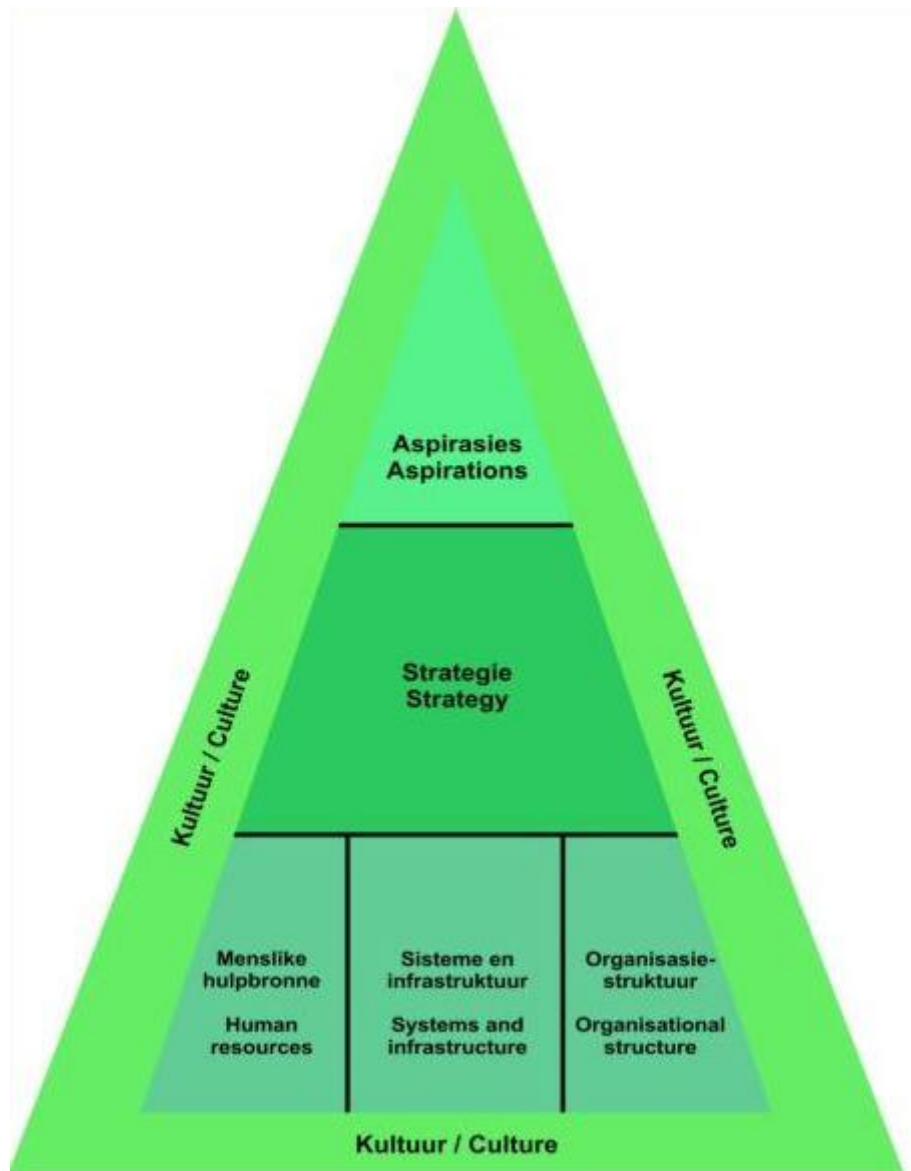 Aspirasies
Aspirations
Strategie
Strategy
Kultuur / Culture
Kultuur / Culture
Menslike
hulpbronne
Human
resources
Sisteme en
infrastruktuur
Systems and
infrastructure
Organisasie-
struktuur
Organisational
structure
Kultuur / Culture